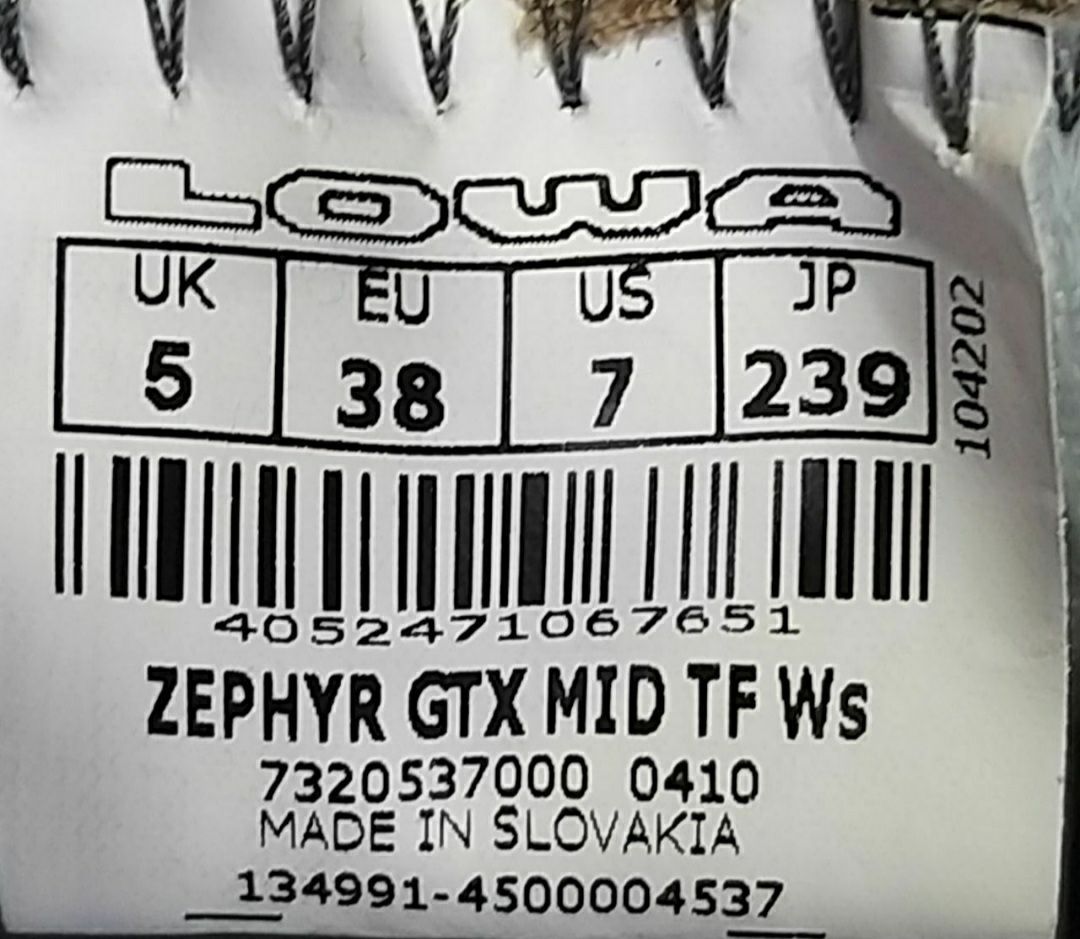 LOWA
UK EU US JP
5 38 7 239
104202
4052471067651
ZEPHYR GTX MID TF Ws
7320537000 0410
MADE IN SLOVAKIA
134991-4500004537